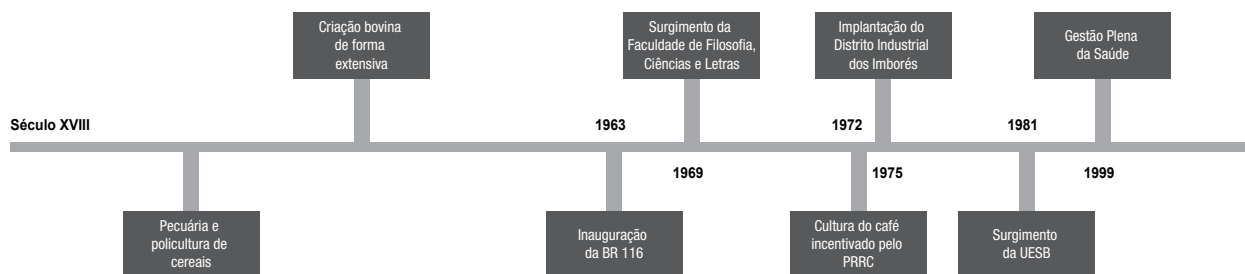 Criação bovina
de forma
extensiva
Surgimento da
Faculdade de Filosofia,
Ciências e Letras
Implantação do
Distrito Industrial
dos Imborés
Gestão Plena
da Saúde
Século XVIII
1963
1972
1981
1969
1975
1999
Pecuária e
policultura de
cereais
Inauguração
da BR 116
Cultura do café
incentivado pelo
PRRC
Surgimento
da UESB